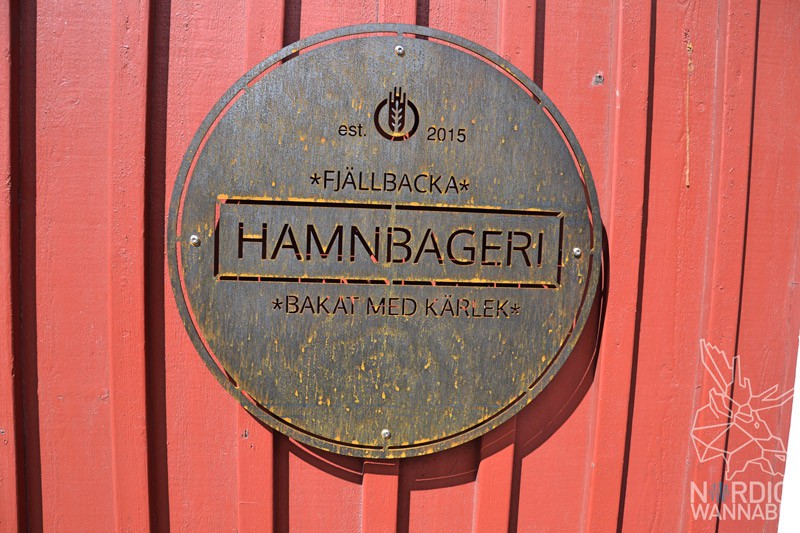 est. 2015
*FJÄLLBACKA*
HAMNBAGERI
*BAKAT MED KÄRLEK*
NORDIC
WANNABE